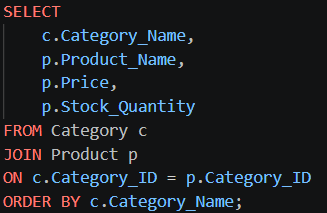 SELECT
    c.Category_Name,
    p.Product_Name,
    p.Price,
    p.Stock_Quantity
FROM Category c
JOIN Product p
ON c.Category_ID = p.Category_ID
ORDER BY c.Category_Name;